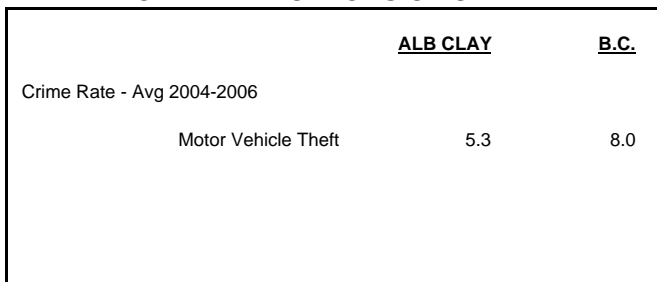 ALB CLAY B.C.
Crime Rate - Avg 2004-2006
Motor Vehicle Theft 5.3 8.0